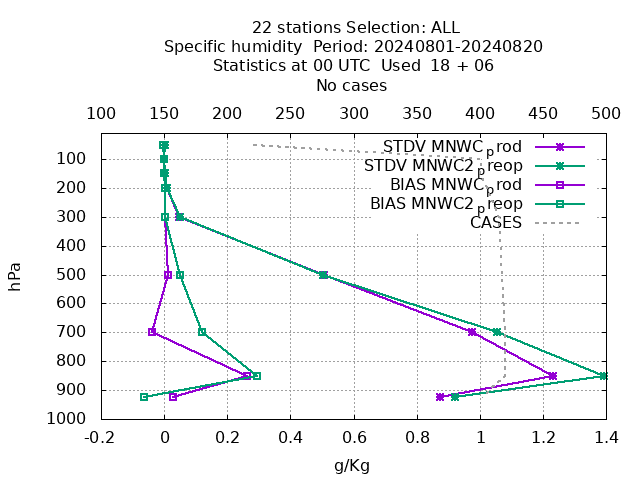 22 stations Selection: ALL
Specific humidity  Period: 20240801-20240820
Statistics at 00 UTC  Used  18 + 06
No cases
100 150 200 250 300 350 400 450 500
STDV MNWC_prod
STDV MNWC2_preop
BIAS MNWC_prod
BIAS MNWC2_preop
CASES
hPa
100
200
300
400
500
600
700
800
900
1000
-0.2 0 0.2 0.4 0.6 0.8 1 1.2 1.4
g/Kg